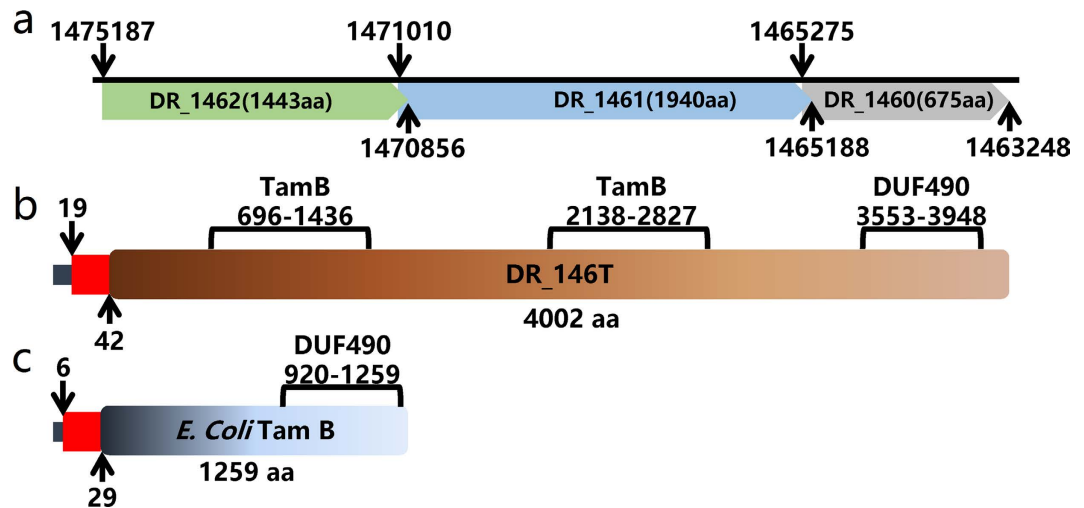 a
1475187 1471010 1465275
DR_1462(1443aa) DR_1461(1940aa) DR_1460(675aa)
1470856 1465188 1463248
b
19
TamB TamB DUF490
696-1436 2138-2827 3553-3948
DR_146T
42
4002 aa
c
6
DUF490
920-1259
E. Coli Tam B
1259 aa
29